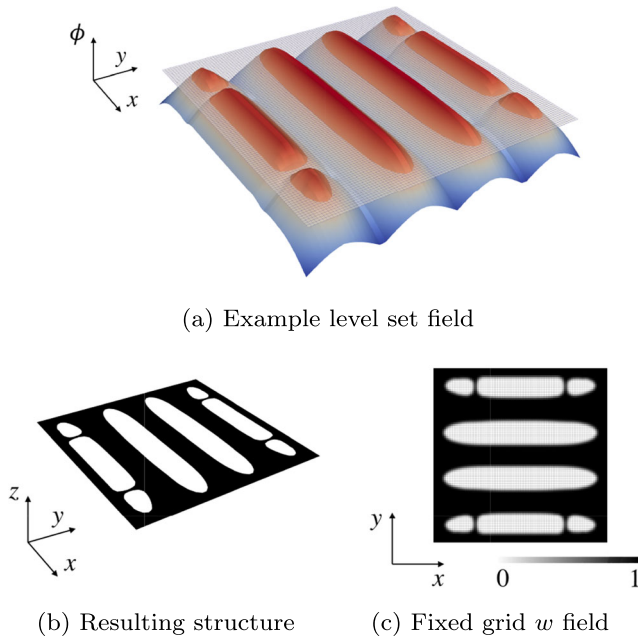 ϕ
y
x
(a) Example level set field
z
y
x
y
x
0 1
(b) Resulting structure
(c) Fixed grid w field